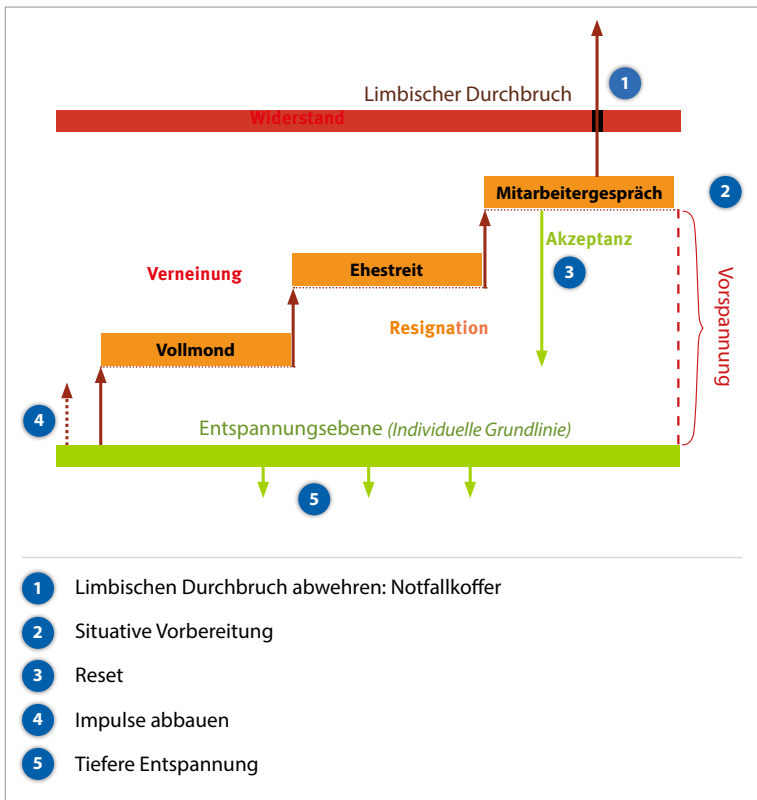 1
Limbischer Durchbruch
Widerstand
Mitarbeitergespräch
2
Akzeptanz
3
Verneinung
Ehestreit
Vorspannung
Resignation
Vollmond
4
Entspannungsebene (Individuelle Grundlinie)
5
1 Limbischen Durchbruch abwehren: Notfallkoffer
2 Situative Vorbereitung
3 Reset
4 Impulse abbauen
5 Tiefere Entspannung